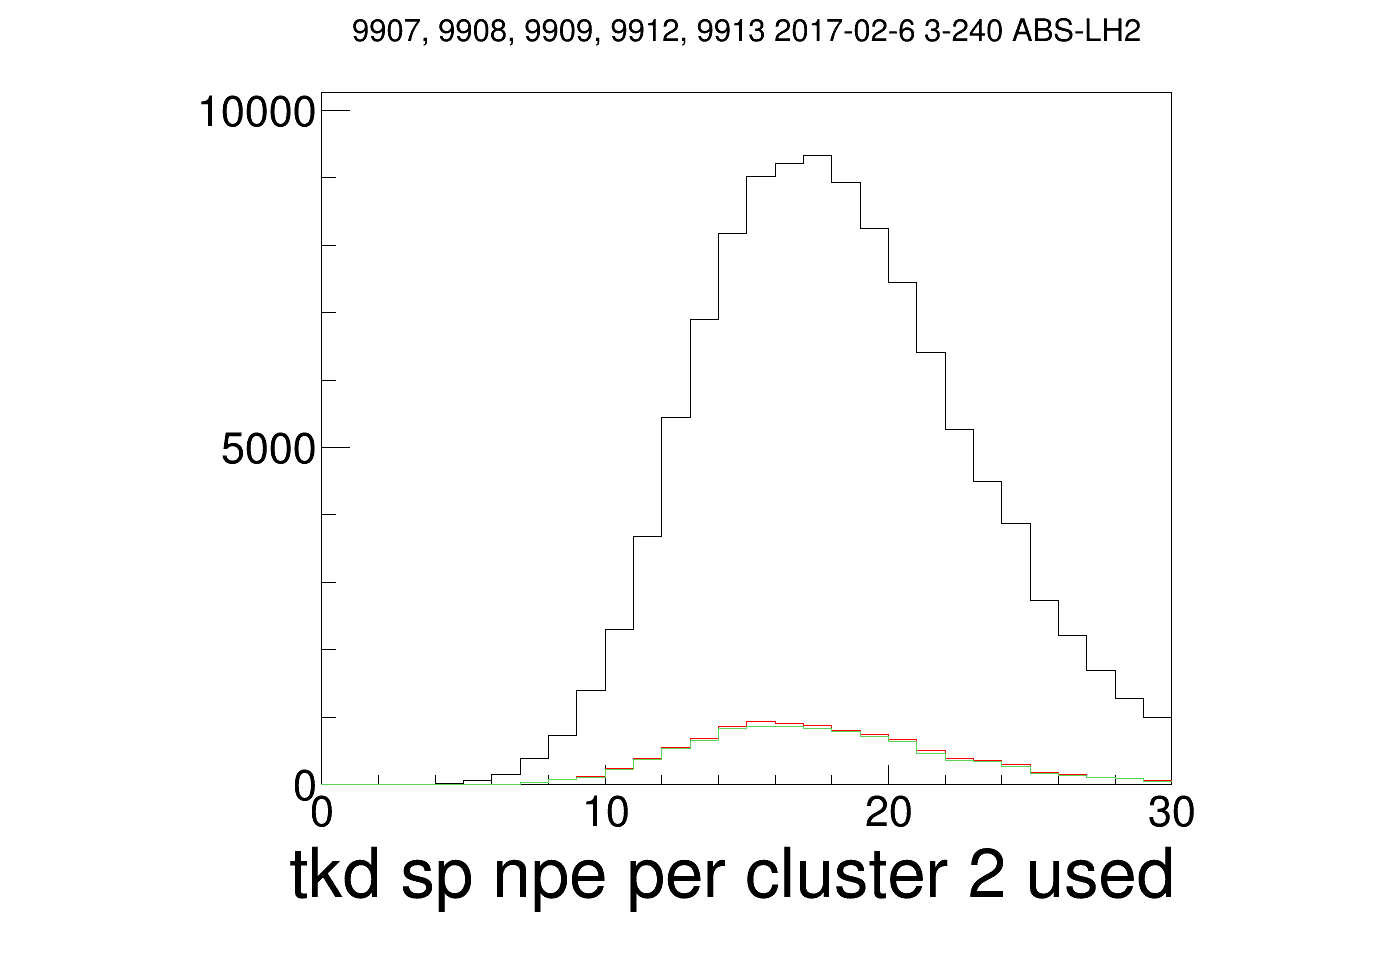 9907, 9908, 9909, 9912, 9913 2017-02-6 3-240 ABS-LH2
10000
5000
0
0 10 20 30
tkd sp npe per cluster 2 used